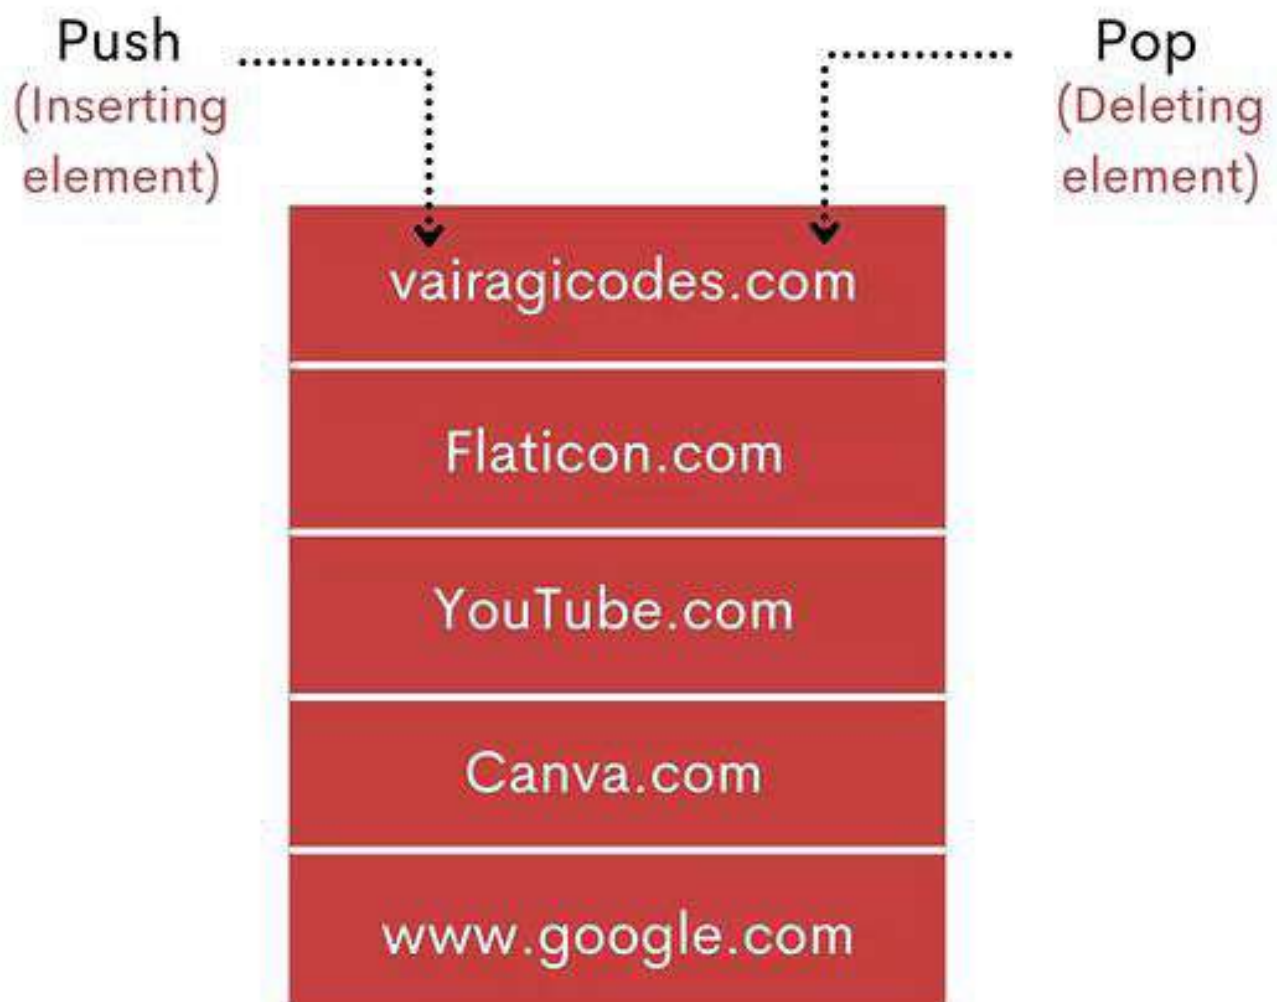 Push
(Inserting
element)
Pop
(Deleting
element)
vairagicodes.com
Flaticon.com
YouTube.com
Canva.com
www.google.com